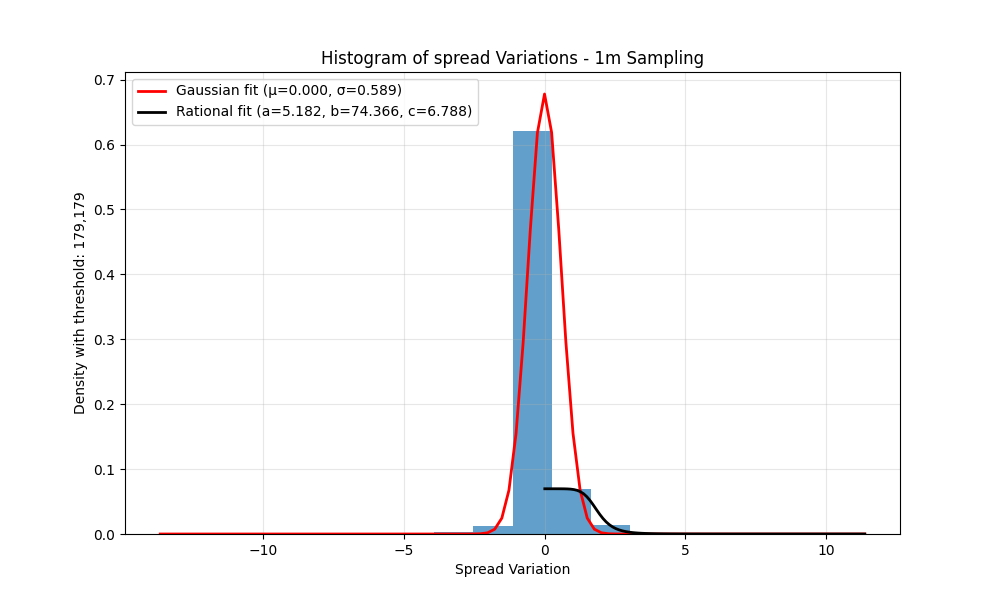 Histogram of spread Variations - 1m Sampling
Gaussian fit (μ=0.000, σ=0.589)
Rational fit (a=5.182, b=74.366, c=6.788)
Density with threshold: 179,179
0.7
0.6
0.5
0.4
0.3
0.2
0.1
0.0
−10
−5
0
5
10
Spread Variation